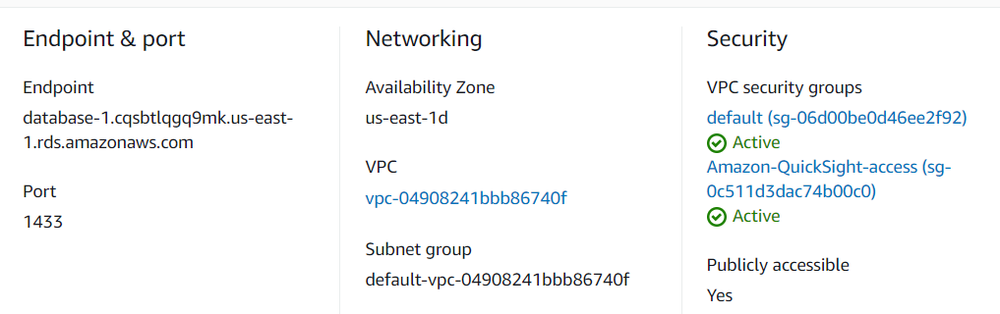 Endpoint & port
Endpoint
database-1.cqsbtlqgq9mk.us-east-
1.rds.amazonaws.com
Port
1433
Networking
Availability Zone
us-east-1d
VPC
vpc-04908241bbb86740f
Subnet group
default-vpc-04908241bbb86740f
Security
VPC security groups
default (sg-06d00be0d46ee2f92)
Active
Amazon-QuickSight-access (sg-
0c511d3dac74b00c0)
Active
Publicly accessible
Yes